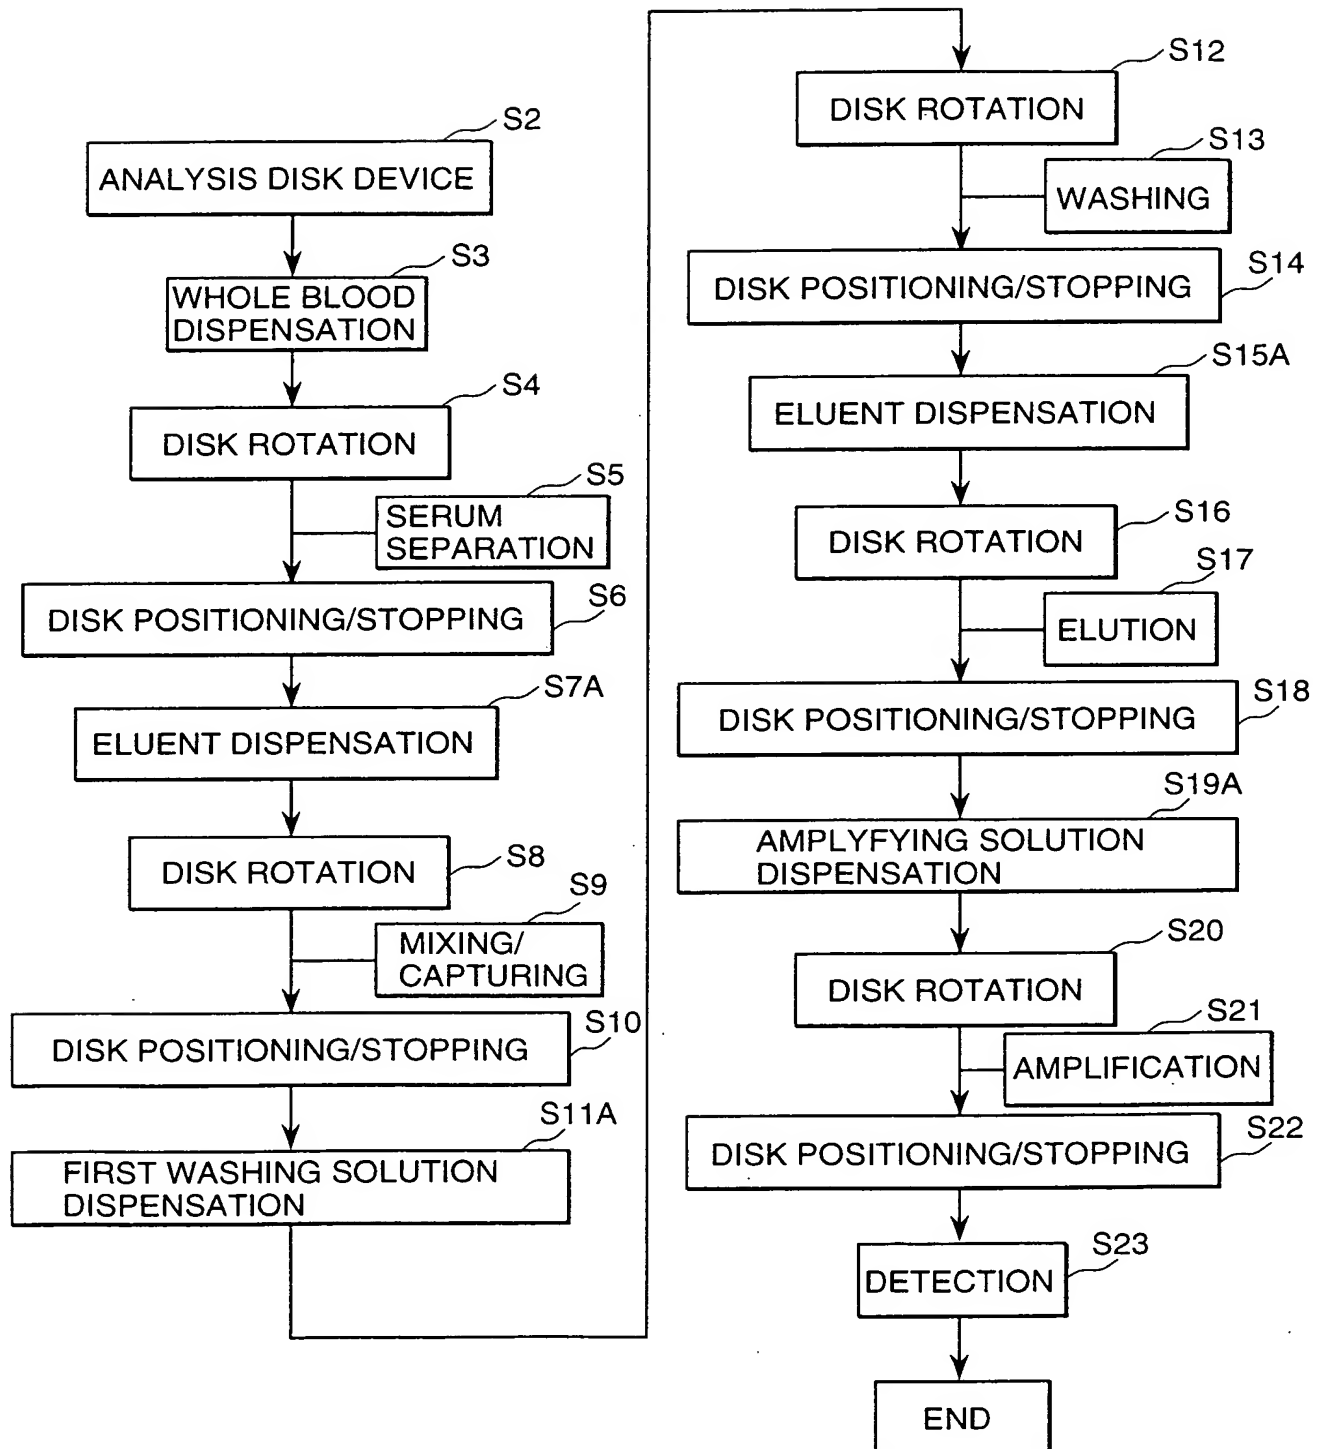 S2
ANALYSIS DISK DEVICE
S3
WHOLE BLOOD
DISPENSATION
S4
DISK ROTATION
S5
SERUM
SEPARATION
S6
DISK POSITIONING/STOPPING
S7A
ELUENT DISPENSATION
S8
DISK ROTATION
S9
MIXING/
CAPTURING
S10
DISK POSITIONING/STOPPING
S11A
FIRST WASHING SOLUTION
DISPENSATION
S12
DISK ROTATION
S13
WASHING
S14
DISK POSITIONING/STOPPING
S15A
ELUENT DISPENSATION
S16
DISK ROTATION
S17
ELUTION
S18
DISK POSITIONING/STOPPING
S19A
AMPLYFYING SOLUTION
DISPENSATION
S20
DISK ROTATION
S21
AMPLIFICATION
S22
DISK POSITIONING/STOPPING
S23
DETECTION
END